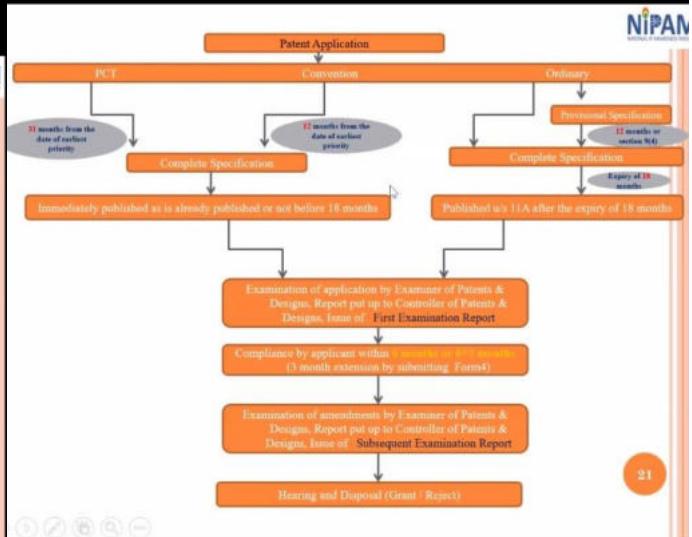 NiPAM
Patent Application
PCT
Convention
Ordinary
Provisional Specification
31 months from the
date of earliest
priority
12 months from the
date of earliest
priority
12 months or
section 9(4)
Complete Specification
Complete Specification
Expiry of 18
months
Immediately published as is already published or not before 18 months
Published u/s 11A after the expiry of 18 months
Examination of application by Examiner of Patents &
Designs, Report put up to Controller of Patents &
Designs, Issue of First Examination Report
Compliance by applicant within 6 months or 6+3 months
(3 month extension by submitting Form4)
Examination of amendments by Examiner of Patents &
Designs, Report put up to Controller of Patents &
Designs, Issue of Subsequent Examination Report
21
Hearing and Disposal (Grant / Reject)